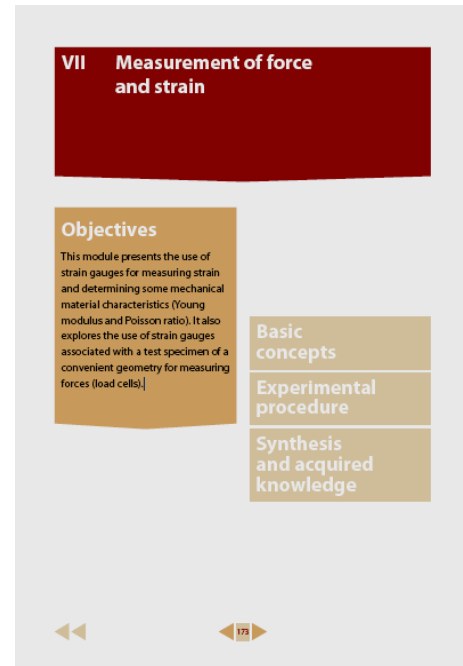 VII Measurement of force
and strain
Objectives
This module presents the use of
strain gauges for measuring strain
and determining some mechanical
material characteristics (Young
modulus and Poisson ratio). It also
explores the use of strain gauges
associated with a test specimen of a
convenient geometry for measuring
forces (load cells).
Basic
concepts
Experimental
procedure
Synthesis
and acquired
knowledge
173